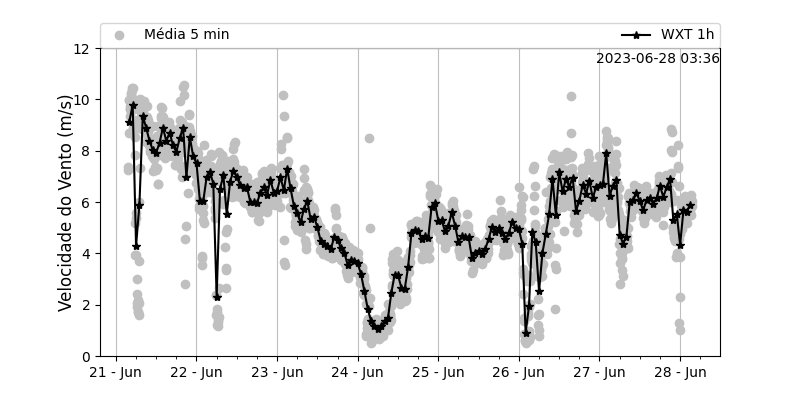 Média 5 min
WXT 1h
2023-06-28 03:36
Velocidade do Vento (m/s)
12
10
8
6
4
2
0
21 - Jun
22 - Jun
23 - Jun
24 - Jun
25 - Jun
26 - Jun
27 - Jun
28 - Jun